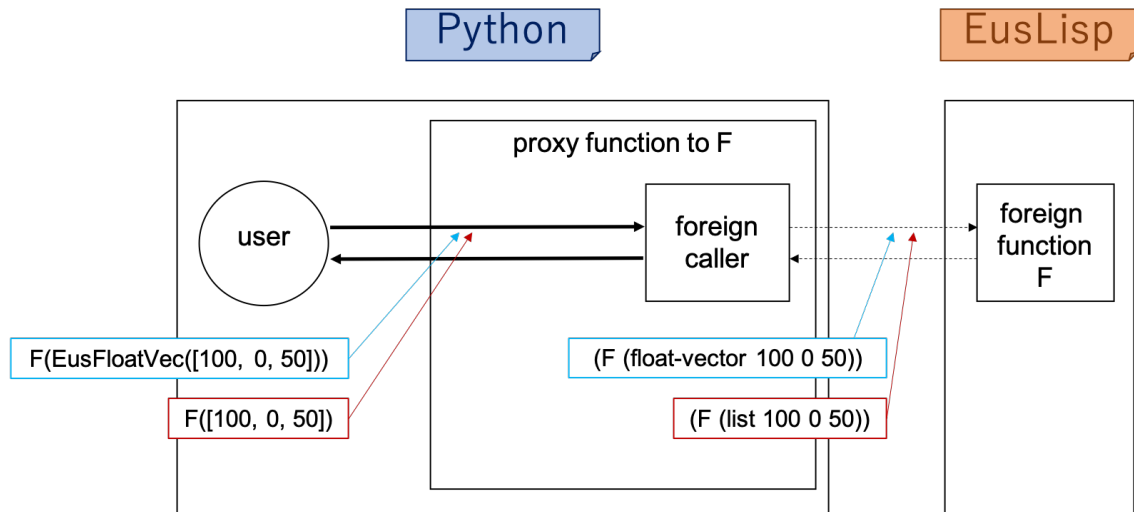 Python
EusLisp
proxy function to F
user
foreign
caller
foreign
function
F
F(EusFloatVec([100, 0, 50]))
(F (float-vector 100 0 50))
F([100, 0, 50])
(F (list 100 0 50))